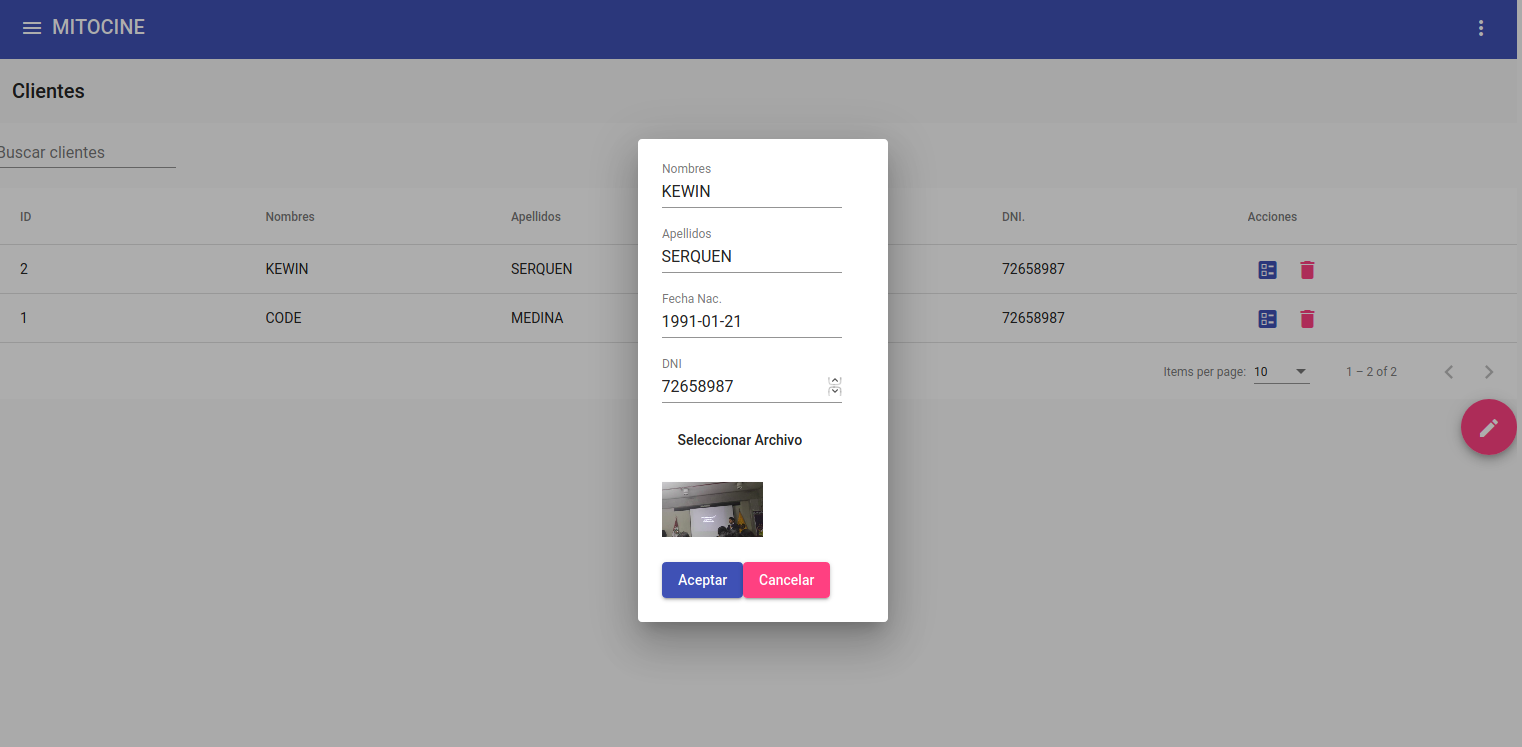 MITOCINE
Clientes
Buscar clientes
ID Nombres Apellidos DNI. Acciones
2 KEWIN SERQUEN 72658987
1 CODE MEDINA 72658987
Items per page: 10 1 – 2 of 2
Nombres
KEWIN
Apellidos
SERQUEN
Fecha Nac.
1991-01-21
DNI
72658987
Seleccionar Archivo
Aceptar Cancelar